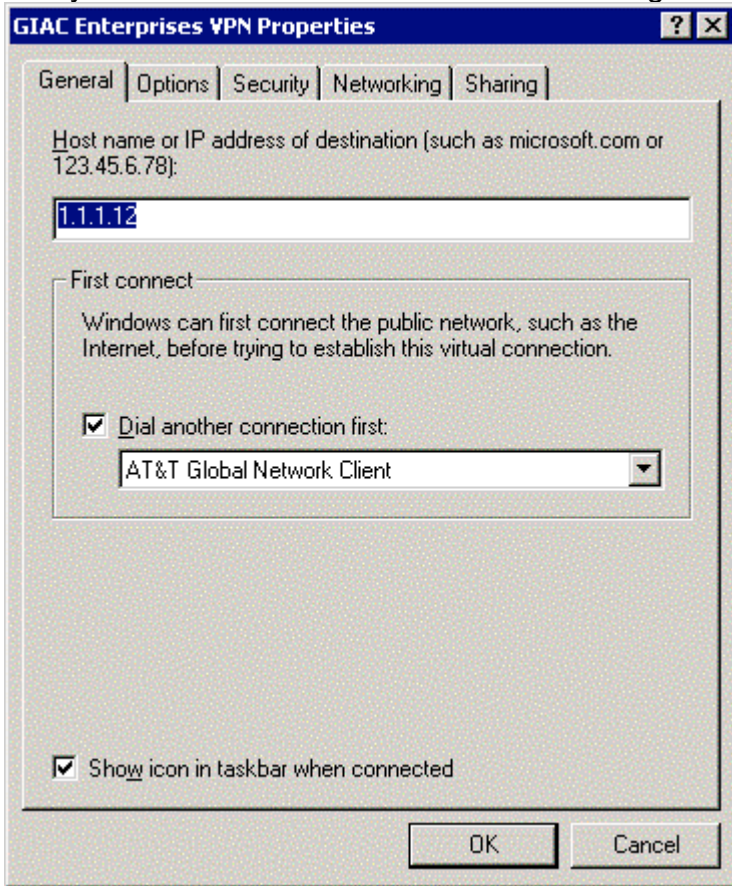 GIAC Enterprises VPN Properties
General Options Security Networking Sharing
Host name or IP address of destination (such as microsoft.com or
123.45.6.78):
1.1.1.12
First connect
Windows can first connect the public network, such as the
Internet, before trying to establish this virtual connection.
Dial another connection first:
AT&T Global Network Client
Show icon in taskbar when connected
OK Cancel